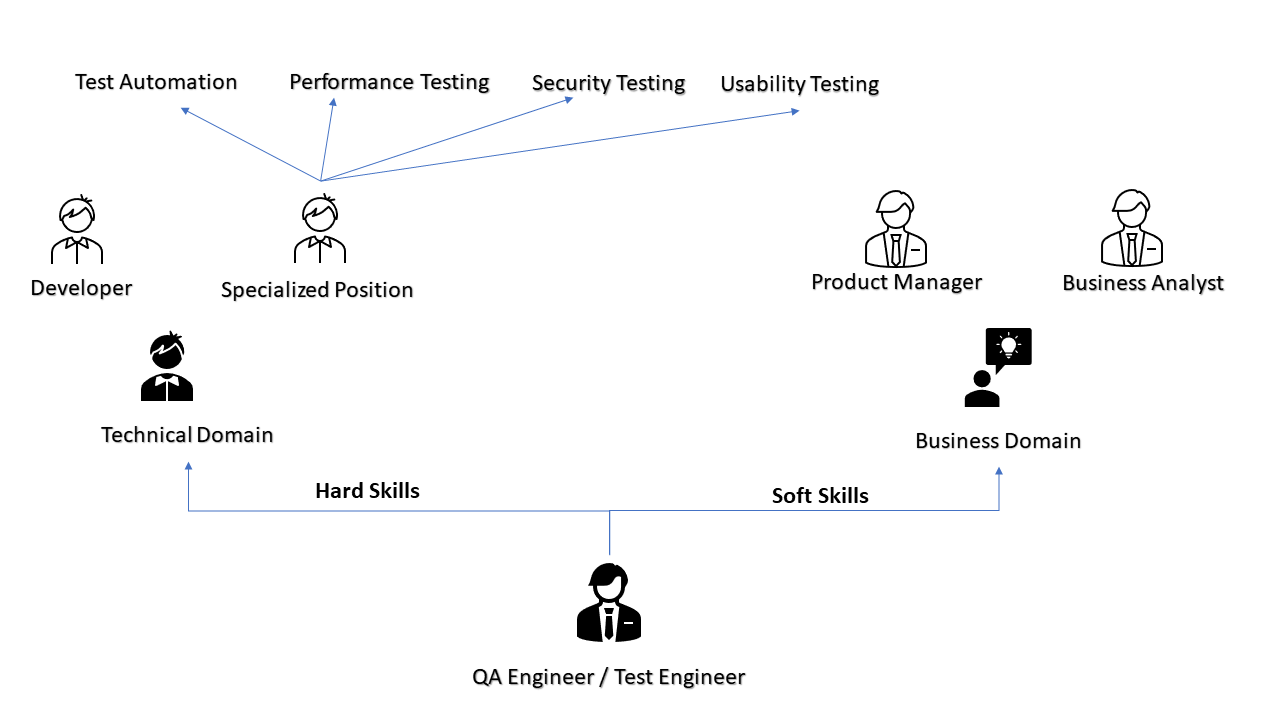 Test Automation
Performance Testing
Security Testing
Usability Testing
Developer
Specialized Position
Product Manager
Business Analyst
Technical Domain
Business Domain
Hard Skills
Soft Skills
QA Engineer / Test Engineer